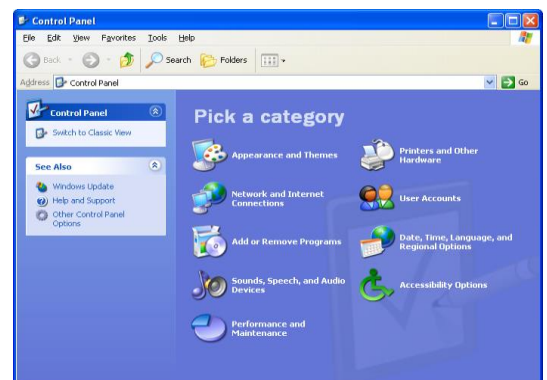 Control Panel
File Edit View Favorites Tools Help
Back Search Folders
Address Control Panel Go
Control Panel
Switch to Classic View
See Also
Windows Update
Help and Support
Other Control Panel
Options
Pick a category
Appearance and Themes
Printers and Other
Hardware
Network and Internet
Connections
User Accounts
Add or Remove Programs
Date, Time, Language, and
Regional Options
Sounds, Speech, and Audio
Devices
Accessibility Options
Performance and
Maintenance